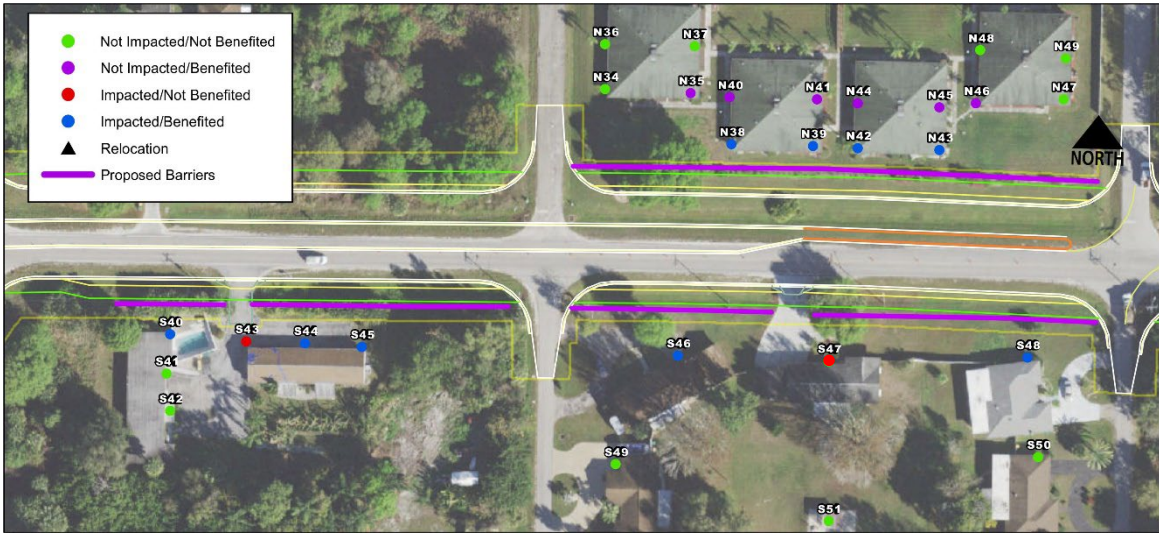 Not Impacted/Not Benefited
Not Impacted/Benefited
Impacted/Not Benefited
Impacted/Benefited
Relocation
Proposed Barriers
N36
N37
N48
N49
N34
N35
N40
N41
N44
N45
N46
N47
N38
N39
N42
N43
NORTH
S40
S43
S44
S45
S46
S47
S48
S41
S42
S49
S50
S51